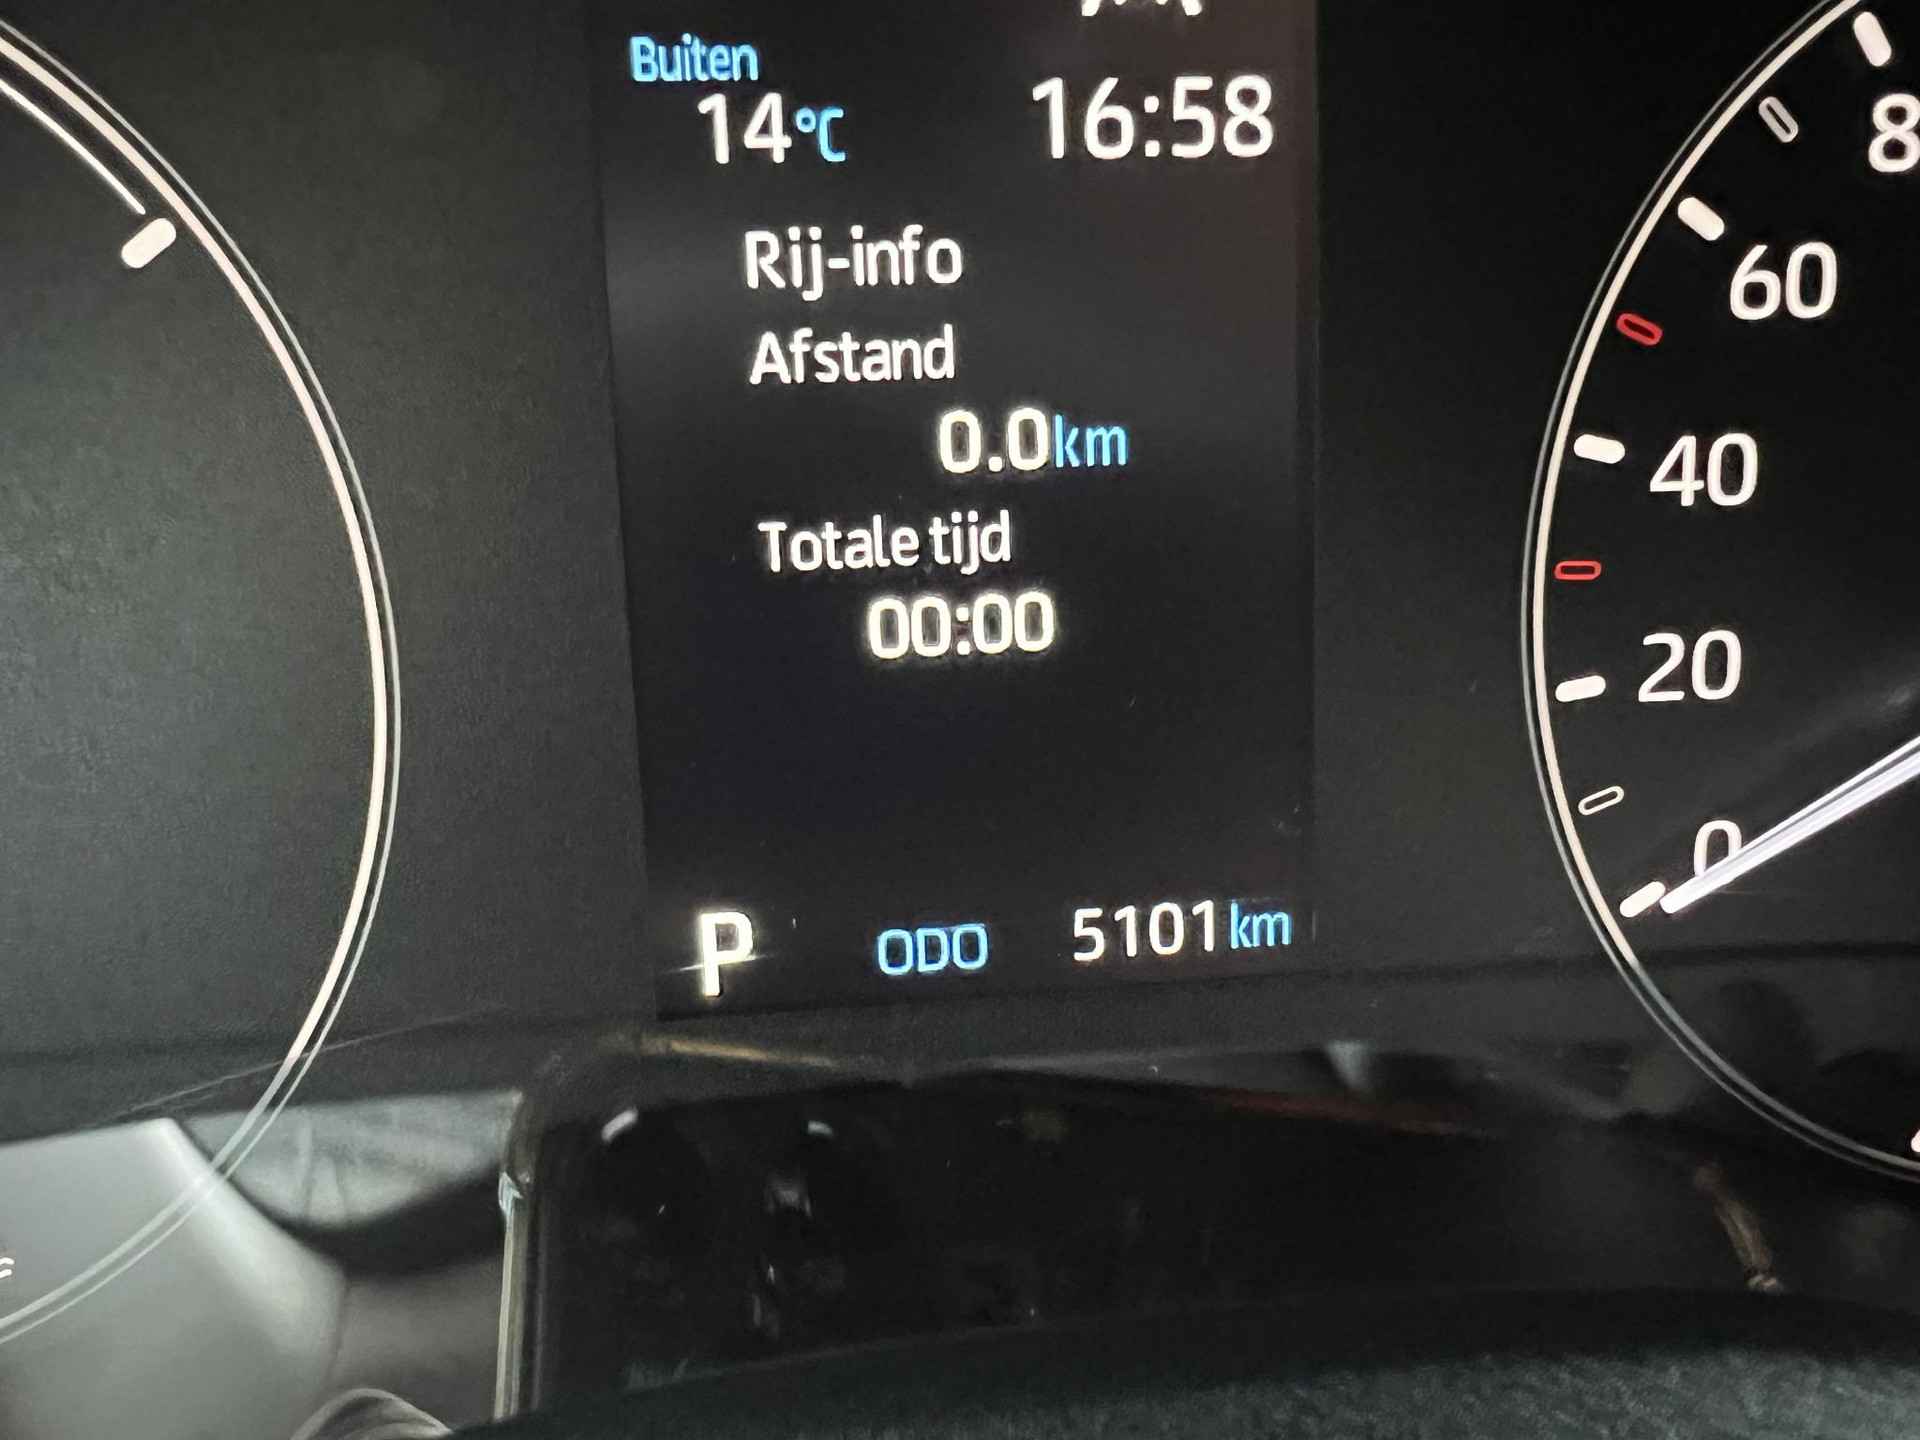 Buiten
14°C 16:58
Rij-info
Afstand
0.0km
Totale tijd
00:00
P ODO 5101km
60
40
20
0